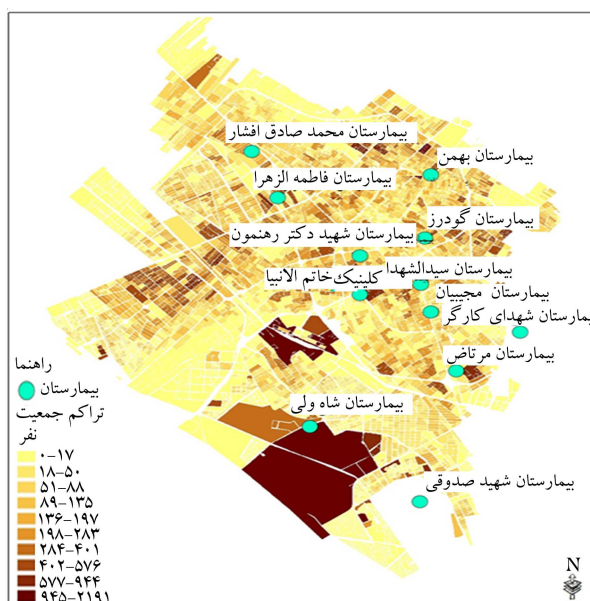 بیمارستان محمد صادق افشار
بیمارستان بهمن
بیمارستان فاطمه الزهرا
بیمارستان گودرز
بیمارستان شهید دکتر رهنمون
بیمارستان سیدالشهدا
کلینیک خاتم الانبیا
بیمارستان مجیبیان
بیمارستان شهدای کارگر
بیمارستان مرتاض
بیمارستان شاه ولی
بیمارستان شهید صدوقی
راهنما
بیمارستان
تراکم جمعیت
نفر
۰-۱۷
۱۸-۵۰
۵۱-۸۸
۸۹-۱۳۵
۱۳۶-۱۹۷
۱۹۸-۲۸۳
۲۸۴-۴۰۱
۴۰۲-۵۷۶
۵۷۷-۹۴۴
۹۴۵-۲۱۹۱
N